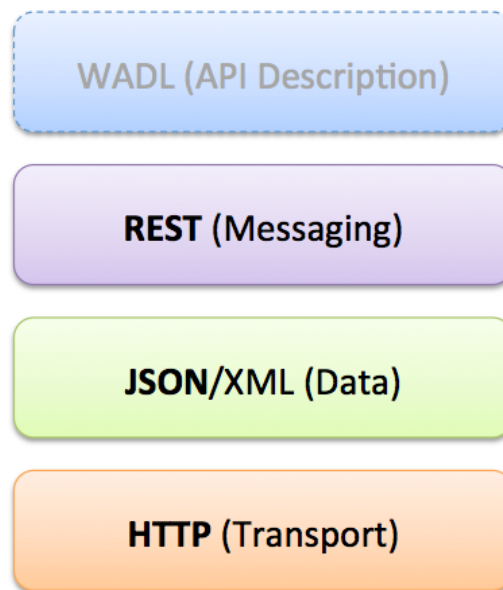 WADL (API Description)
REST (Messaging)
JSON/XML (Data)
HTTP (Transport)